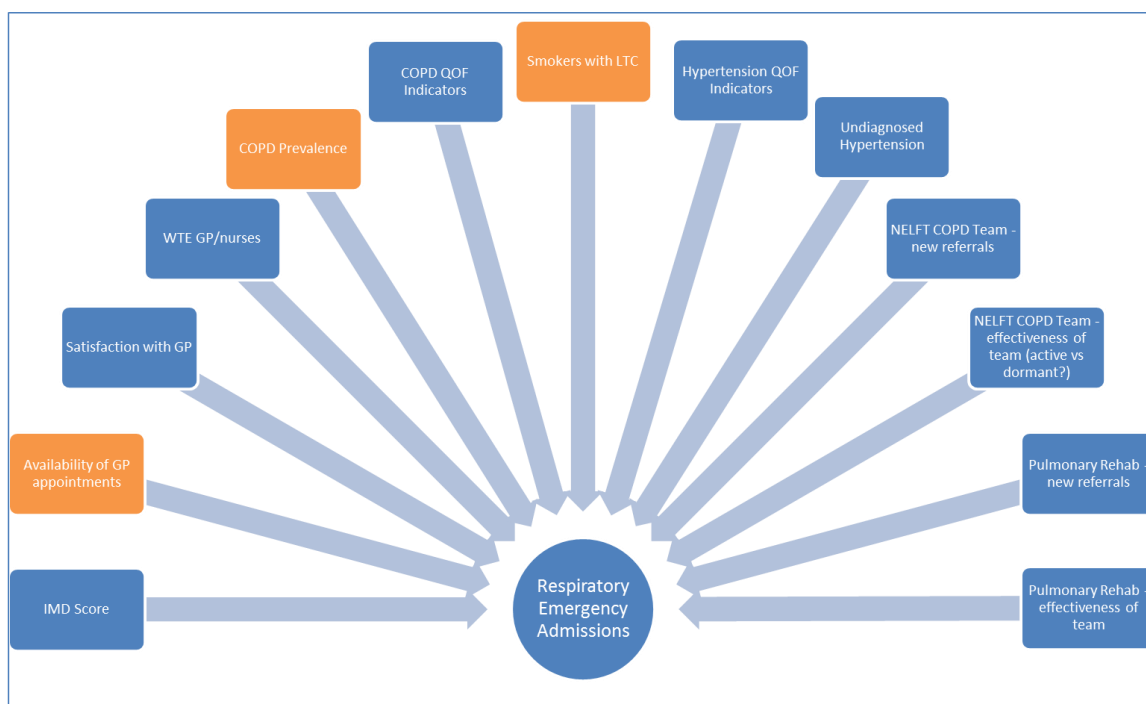 Smokers with LTC
COPD QOF
Indicators
Hypertension QOF
Indicators
COPD Prevalence
Undiagnosed
Hypertension
WTE GP/nurses
NELFT COPD Team -
new referrals
Satisfaction with GP
NELFT COPD Team -
effectiveness of
team (active vs
dormant?)
Availability of GP
appointments
Pulmonary Rehab -
new referrals
IMD Score
Respiratory
Emergency
Admissions
Pulmonary Rehab -
effectiveness of
team